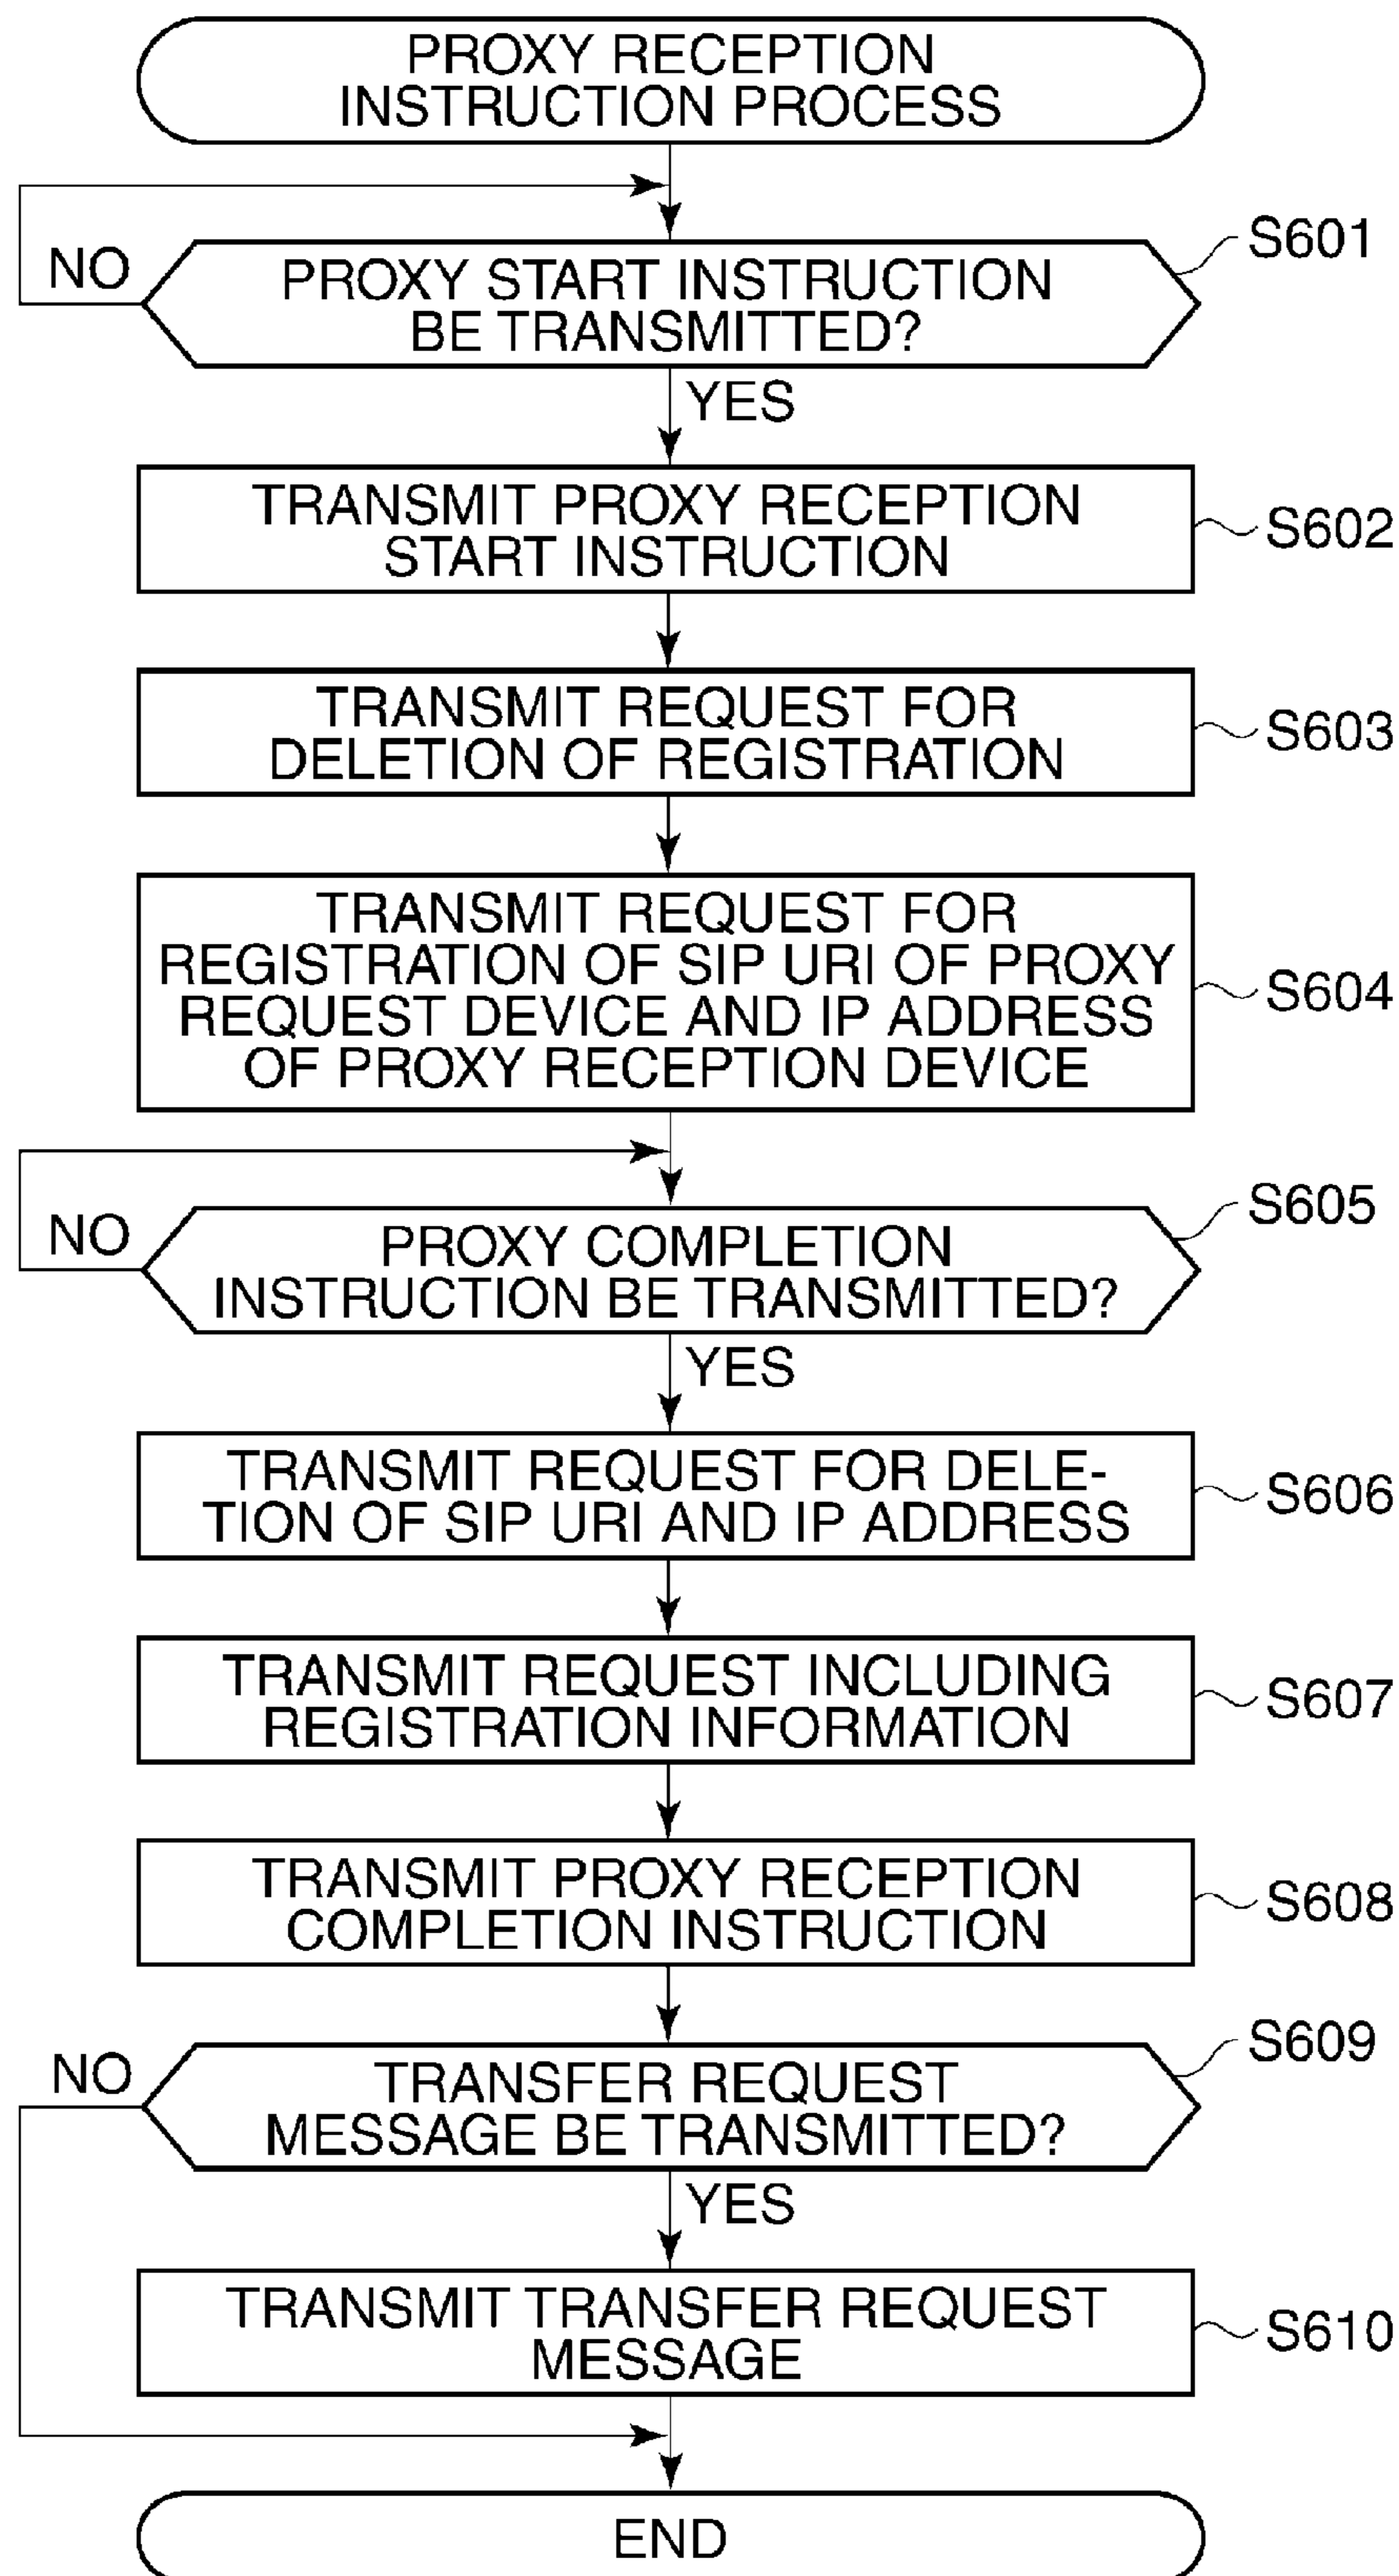 PROXY RECEPTION
INSTRUCTION PROCESS
NO
PROXY START INSTRUCTION
BE TRANSMITTED?
S601
YES
TRANSMIT PROXY RECEPTION
START INSTRUCTION
S602
TRANSMIT REQUEST FOR
DELETION OF REGISTRATION
S603
TRANSMIT REQUEST FOR
REGISTRATION OF SIP URI OF PROXY
REQUEST DEVICE AND IP ADDRESS
OF PROXY RECEPTION DEVICE
S604
NO
PROXY COMPLETION
INSTRUCTION BE TRANSMITTED?
S605
YES
TRANSMIT REQUEST FOR DELE-
TION OF SIP URI AND IP ADDRESS
S606
TRANSMIT REQUEST INCLUDING
REGISTRATION INFORMATION
S607
TRANSMIT PROXY RECEPTION
COMPLETION INSTRUCTION
S608
NO
TRANSFER REQUEST
MESSAGE BE TRANSMITTED?
S609
YES
TRANSMIT TRANSFER REQUEST
MESSAGE
S610
END